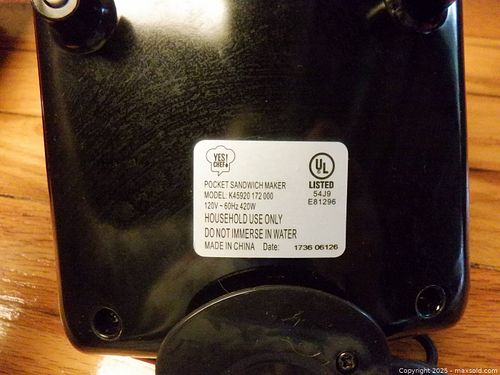 YES!
CHEF
UL
LISTED
54J9
E81296
POCKET SANDWICH MAKER
MODEL: K45920 172 000
120V ~ 60Hz 420W
HOUSEHOLD USE ONLY
DO NOT IMMERSE IN WATER
MADE IN CHINA Date: 1736 06126
Copyright 2025 - maxsold.com